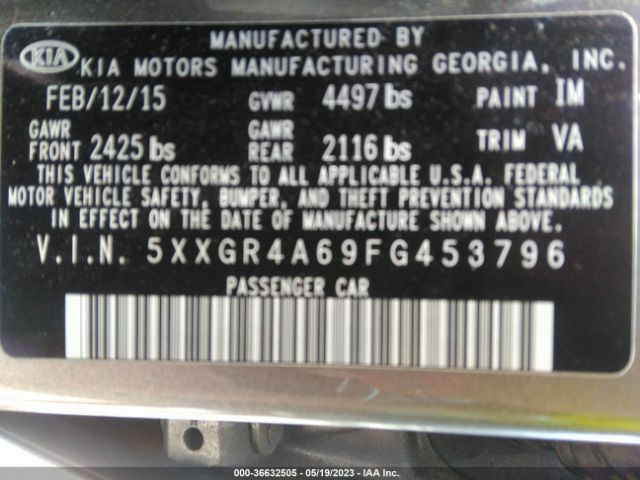 MANUFACTURED BY
KIA KIA MOTORS MANUFACTURING GEORGIA, INC.
FEB/12/15 GVWR 4497 lbs PAINT IM
GAWR FRONT 2425 lbs GAWR REAR 2116 lbs TRIM VA
THIS VEHICLE CONFORMS TO ALL APPLICABLE U.S.A. FEDERAL
MOTOR VEHICLE SAFETY, BUMPER, AND THEFT PREVENTION STANDARDS
IN EFFECT ON THE DATE OF MANUFACTURE SHOWN ABOVE.
V.I.N. 5XXGR4A69FG453796
PASSENGER CAR
000-36632505 - 05/19/2023 - IAA Inc.